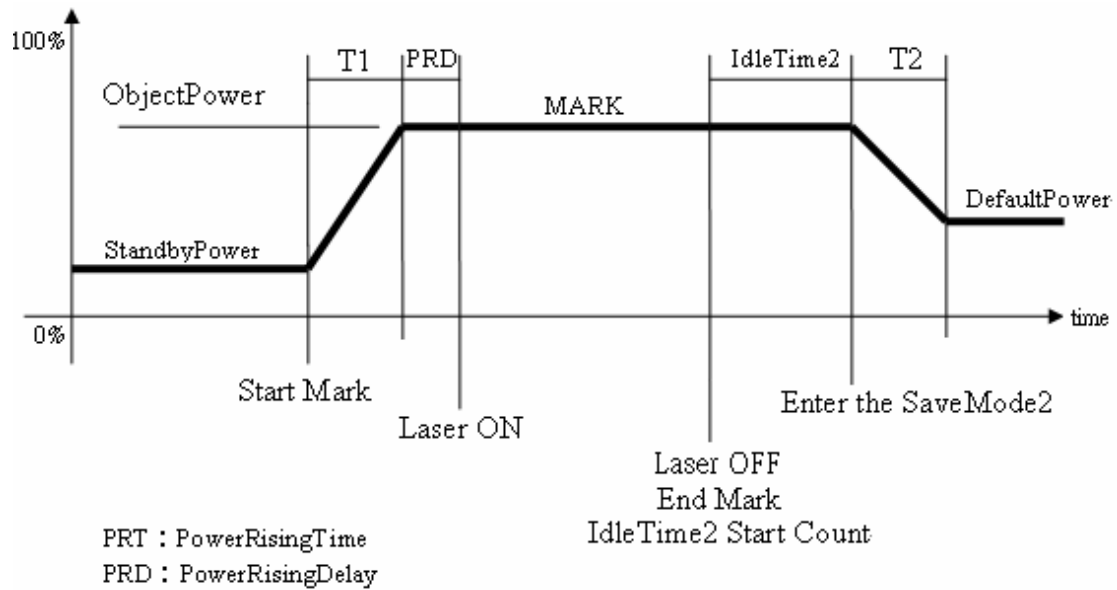 100%
T1
PRD
IdleTime2
T2
ObjectPower
MARK
DefaultPower
StandbyPower
0%
time
Start Mark
Enter the SaveMode2
Laser ON
Laser OFF
End Mark
IdleTime2 Start Count
PRT：PowerRisingTime
PRD：PowerRisingDelay